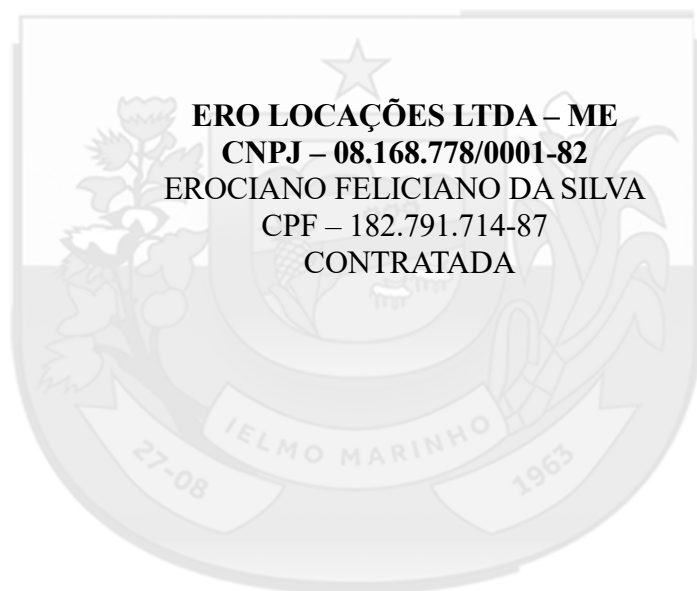 ERO LOCAÇÕES LTDA – ME
CNPJ – 08.168.778/0001-82
EROCIANO FELICIANO DA SILVA
CPF – 182.791.714-87
CONTRATADA
IELMO MARINHO
27-08
1963